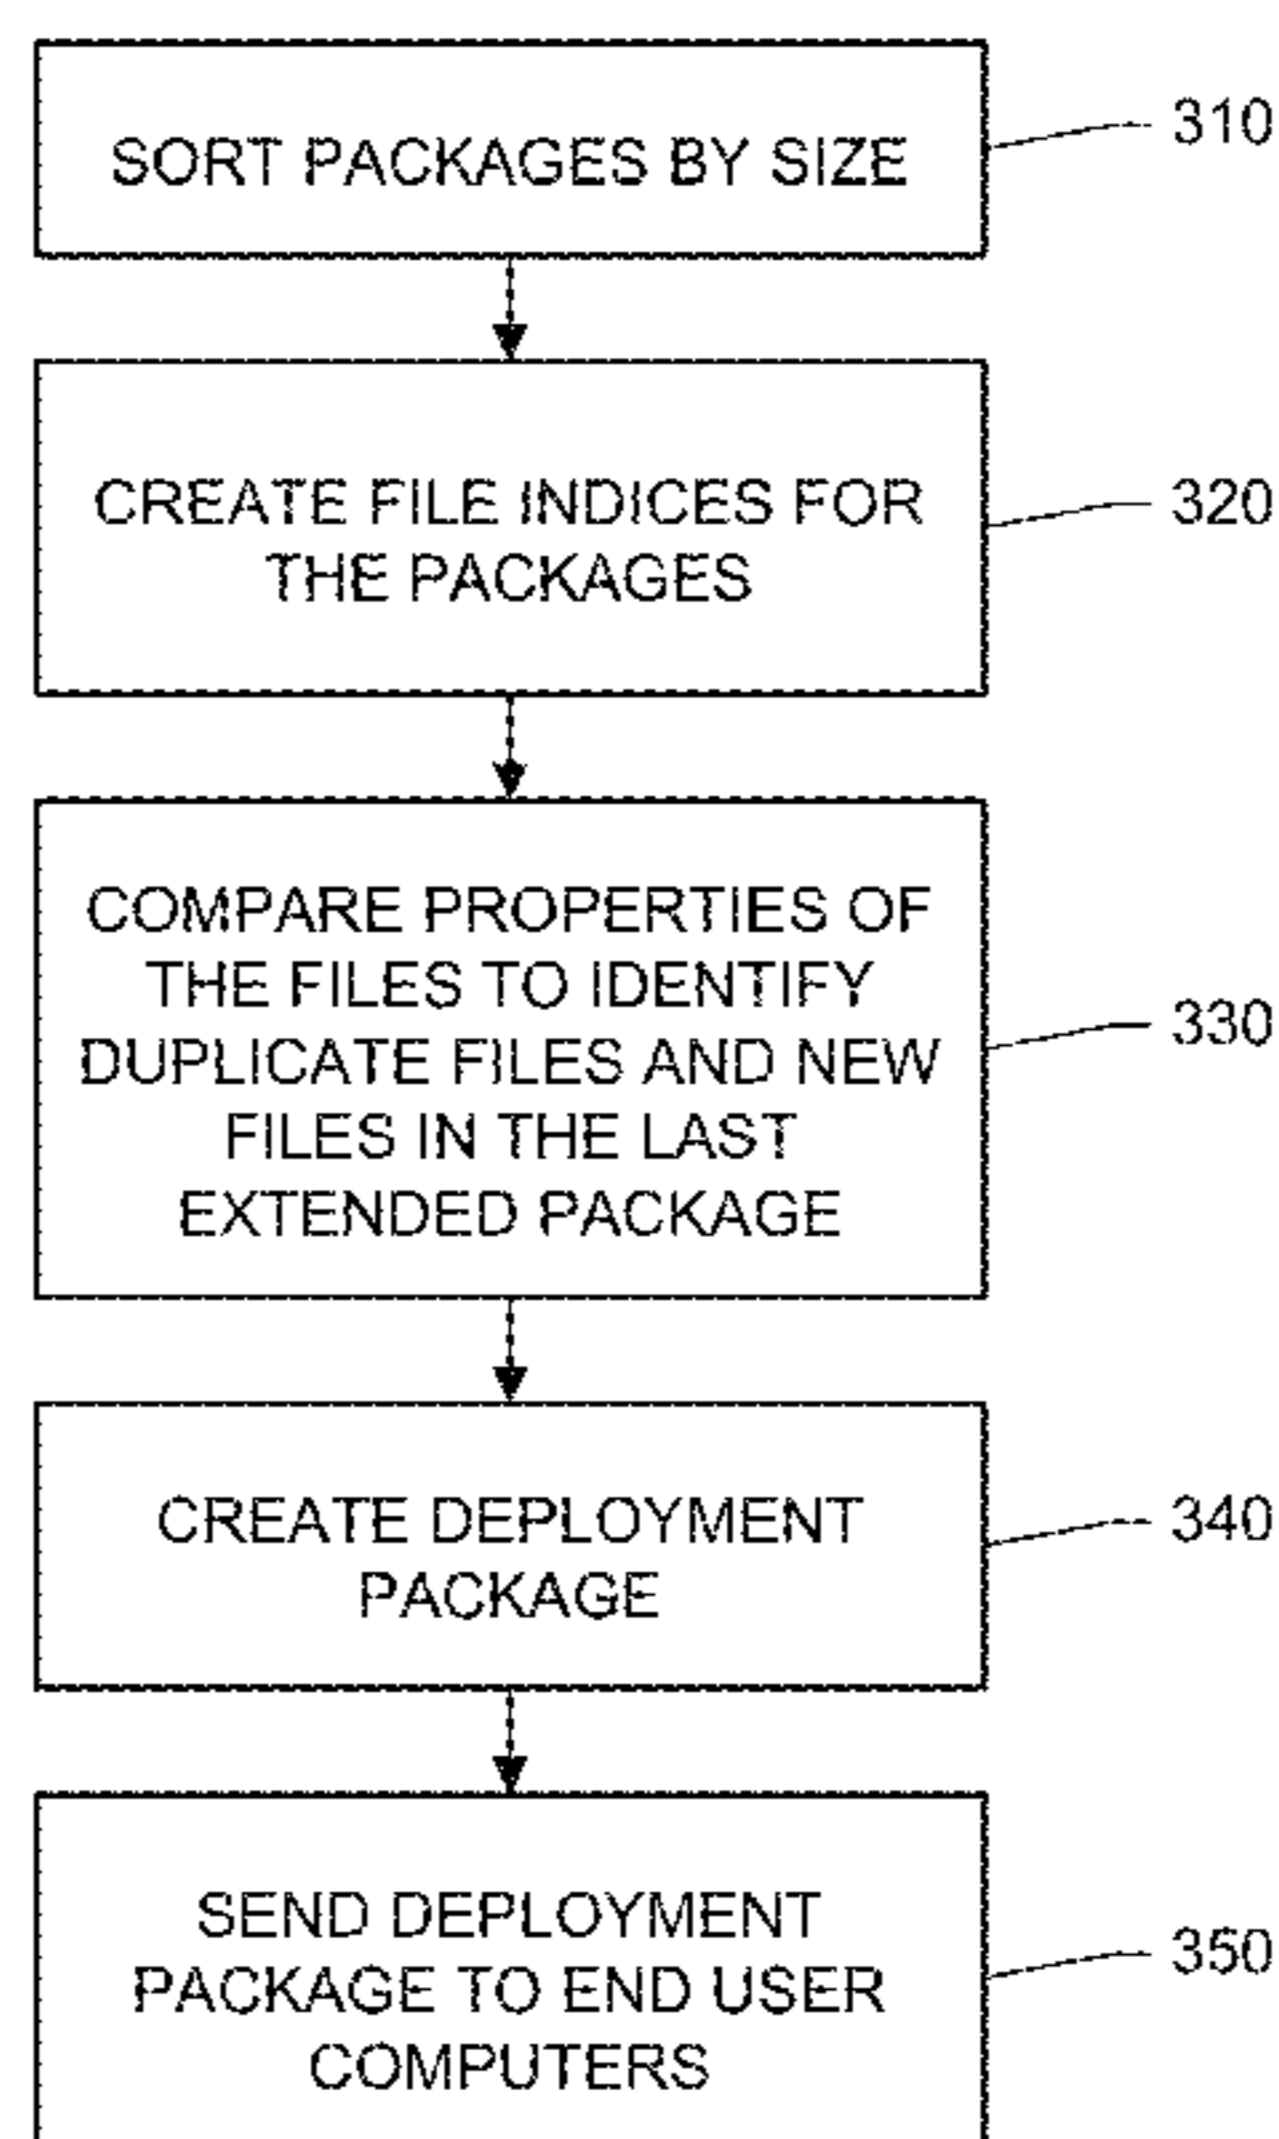 SORT PACKAGES BY SIZE
310
CREATE FILE INDICES FOR
THE PACKAGES
320
COMPARE PROPERTIES OF
THE FILES TO IDENTIFY
DUPLICATE FILES AND NEW
FILES IN THE LAST
EXTENDED PACKAGE
330
CREATE DEPLOYMENT
PACKAGE
340
SEND DEPLOYMENT
PACKAGE TO END USER
COMPUTERS
350